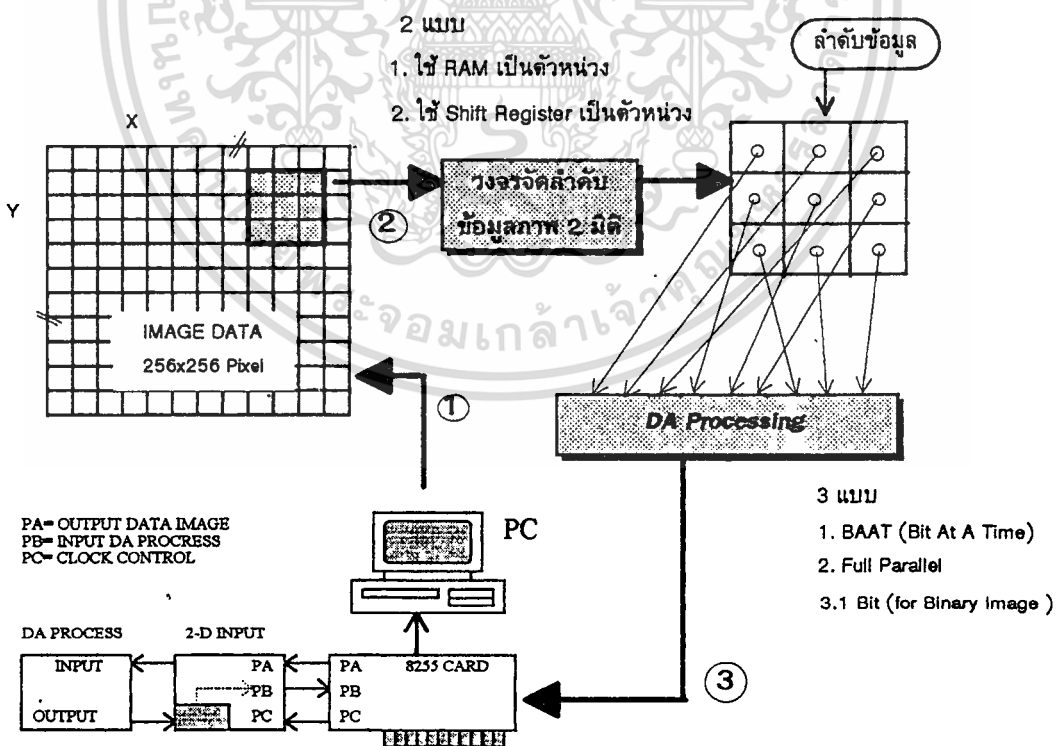 2 แบบ
1. ใช้ RAM เป็นตัวหน่วง
2. ใช้ Shift Register เป็นตัวหน่วง
ลำดับข้อมูล
X
Y
วงจรจัดลำดับ
ข้อมูลภาพ 2 มิติ
2
IMAGE DATA
256x256 Pixel
1
DA Processing
3 แบบ
1. BAAT (Bit At A Time)
2. Full Parallel
3.1 Bit (for Binary Image )
PA= OUTPUT DATA IMAGE
PB= INPUT DA PROCRESS
PC= CLOCK CONTROL
PC
DA PROCESS
2-D INPUT
INPUT
PA
PA
8255 CARD
PB
PB
OUTPUT
PC
PC
3